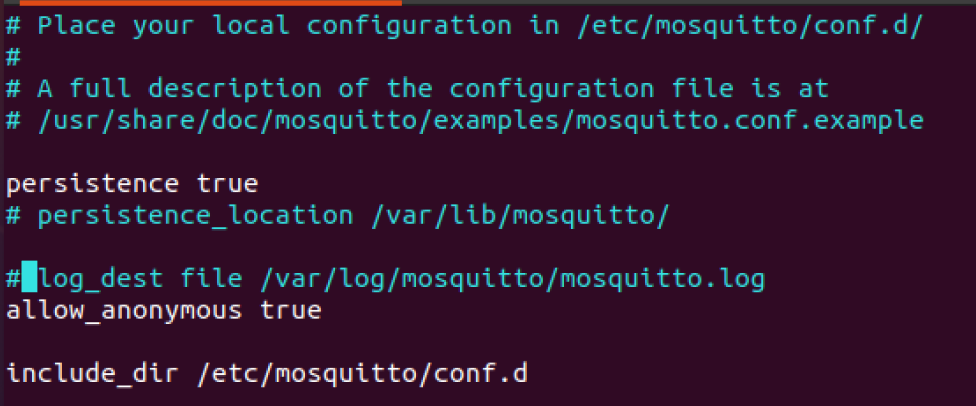 # Place your local configuration in /etc/mosquitto/conf.d/
#
# A full description of the configuration file is at
# /usr/share/doc/mosquitto/examples/mosquitto.conf.example
persistence true
# persistence_location /var/lib/mosquitto/
# log_dest file /var/log/mosquitto/mosquitto.log
allow_anonymous true
include_dir /etc/mosquitto/conf.d